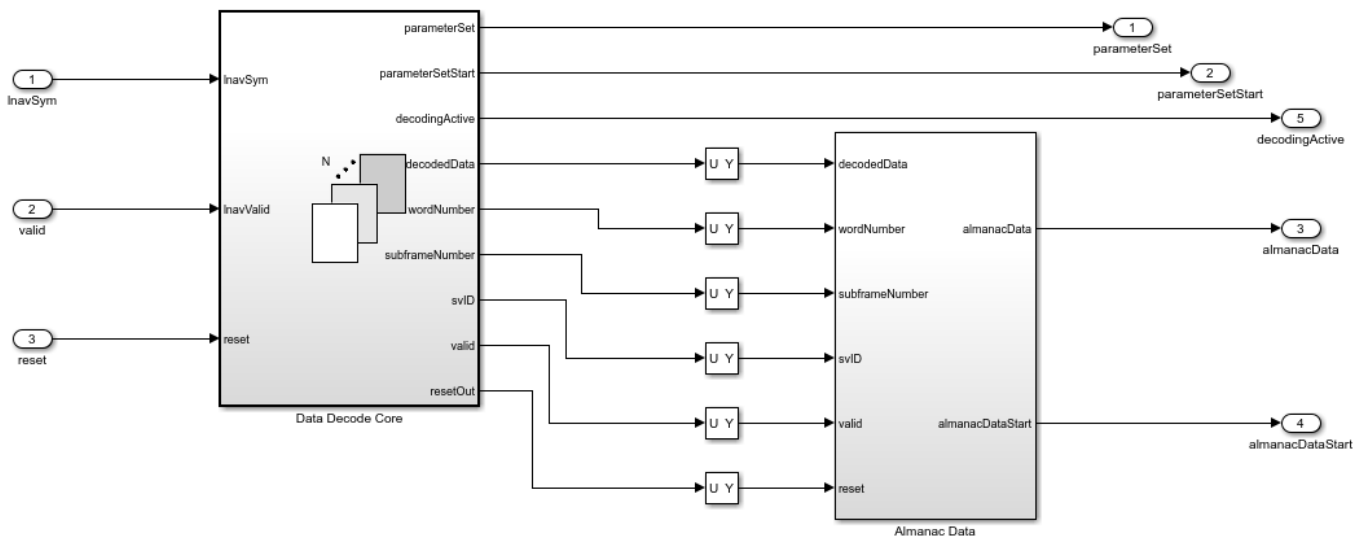 1
lnavSym
2
valid
3
reset
lnavSym
lnavValid
reset
N
parameterSet
parameterSetStart
decodingActive
decodedData
wordNumber
subframeNumber
svID
valid
resetOut
Data Decode Core
U Y
U Y
U Y
U Y
U Y
U Y
decodedData
wordNumber
subframeNumber
svID
valid
reset
almanacData
almanacDataStart
Almanac Data
1
parameterSet
2
parameterSetStart
5
decodingActive
3
almanacData
4
almanacDataStart